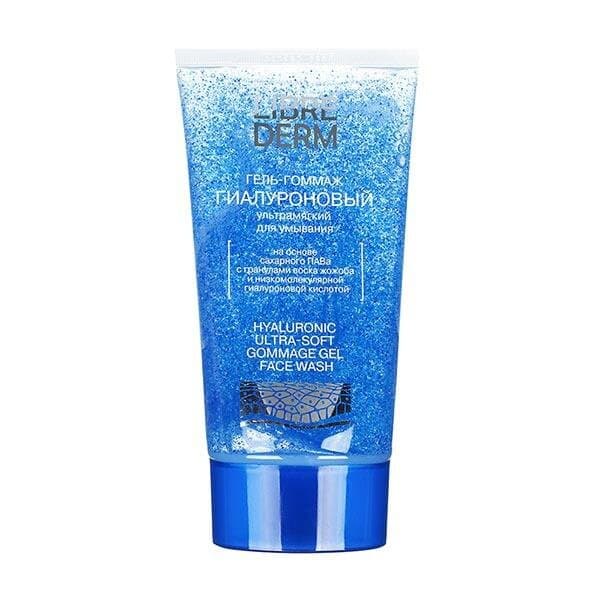 LIBRE
DERM
ГЕЛЬ-ГОММАЖ
ГИАЛУРОНОВЫЙ
ультрамягкий
для умывания
на основе
сахарного ПАВа
с гранулами воска жожоба
и низкомолекулярной
гиалуроновой кислотой
HYALURONIC
ULTRA-SOFT
GOMMAGE GEL
FACE WASH